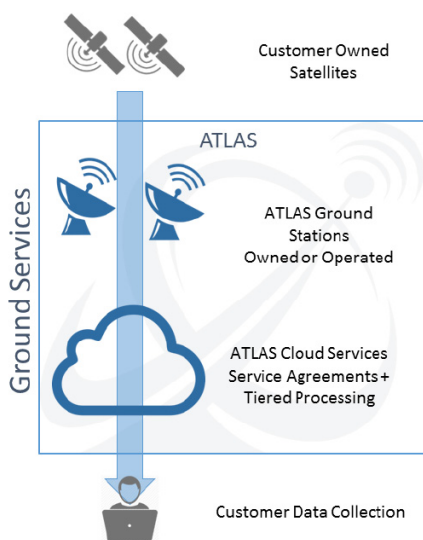 Customer Owned
Satellites
ATLAS
Ground Services
ATLAS Ground
Stations
Owned or Operated
ATLAS Cloud Services
Service Agreements +
Tiered Processing
Customer Data Collection